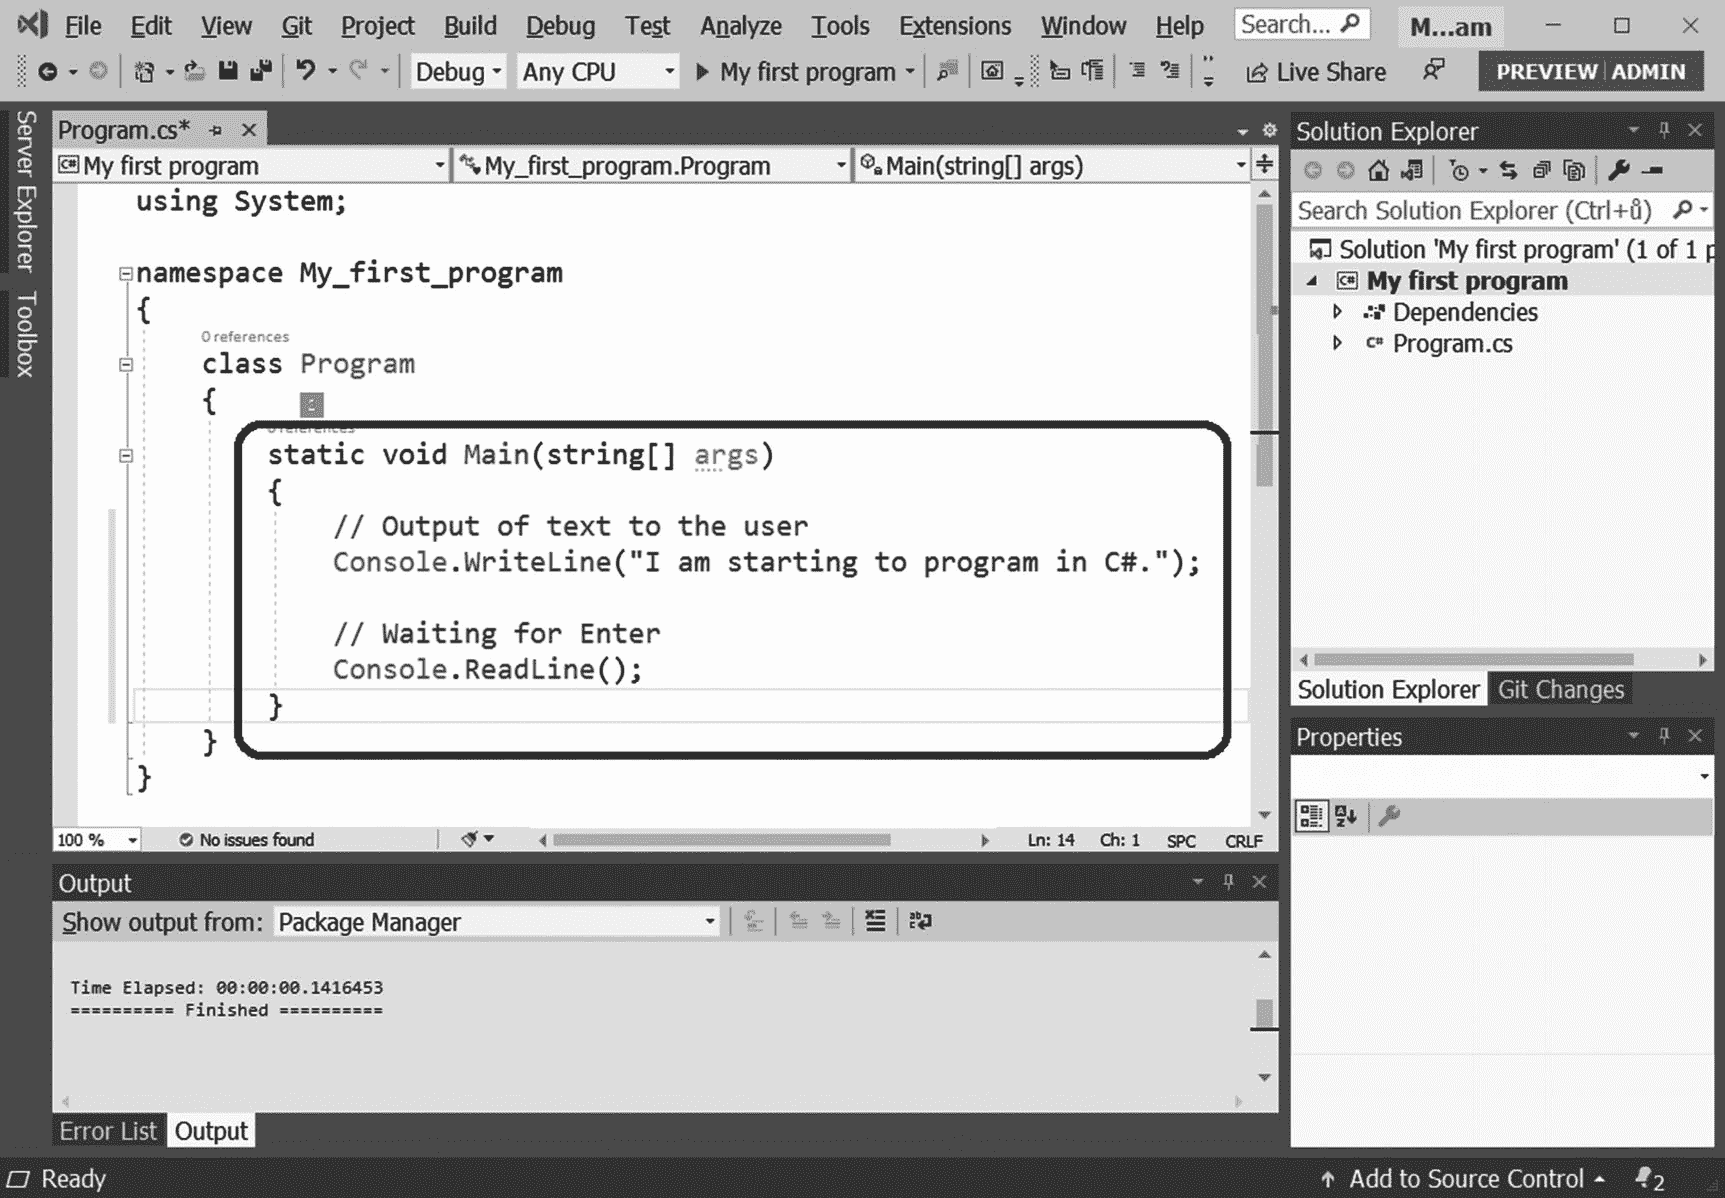 File Edit View Git Project Build Debug Test Analyze Tools Extensions Window Help Search... M...am
Debug Any CPU My first program Live Share PREVIEW ADMIN
Server Explorer
Toolbox
Program.cs*
My first program My_first_program.Program Main(string[] args)
using System;
namespace My_first_program
{
0 references
class Program
{
0 references
static void Main(string[] args)
{
// Output of text to the user
Console.WriteLine("I am starting to program in C#.");
// Waiting for Enter
Console.ReadLine();
}
}
}
100 % No issues found Ln: 14 Ch: 1 SPC CRLF
Output
Show output from: Package Manager
Time Elapsed: 00:00:00.1416453
========== Finished ==========
Error List Output
Solution Explorer
Search Solution Explorer (Ctrl+ů)
Solution 'My first program' (1 of 1 p
C# My first program
Dependencies
C# Program.cs
Solution Explorer Git Changes
Properties
Ready Add to Source Control 2